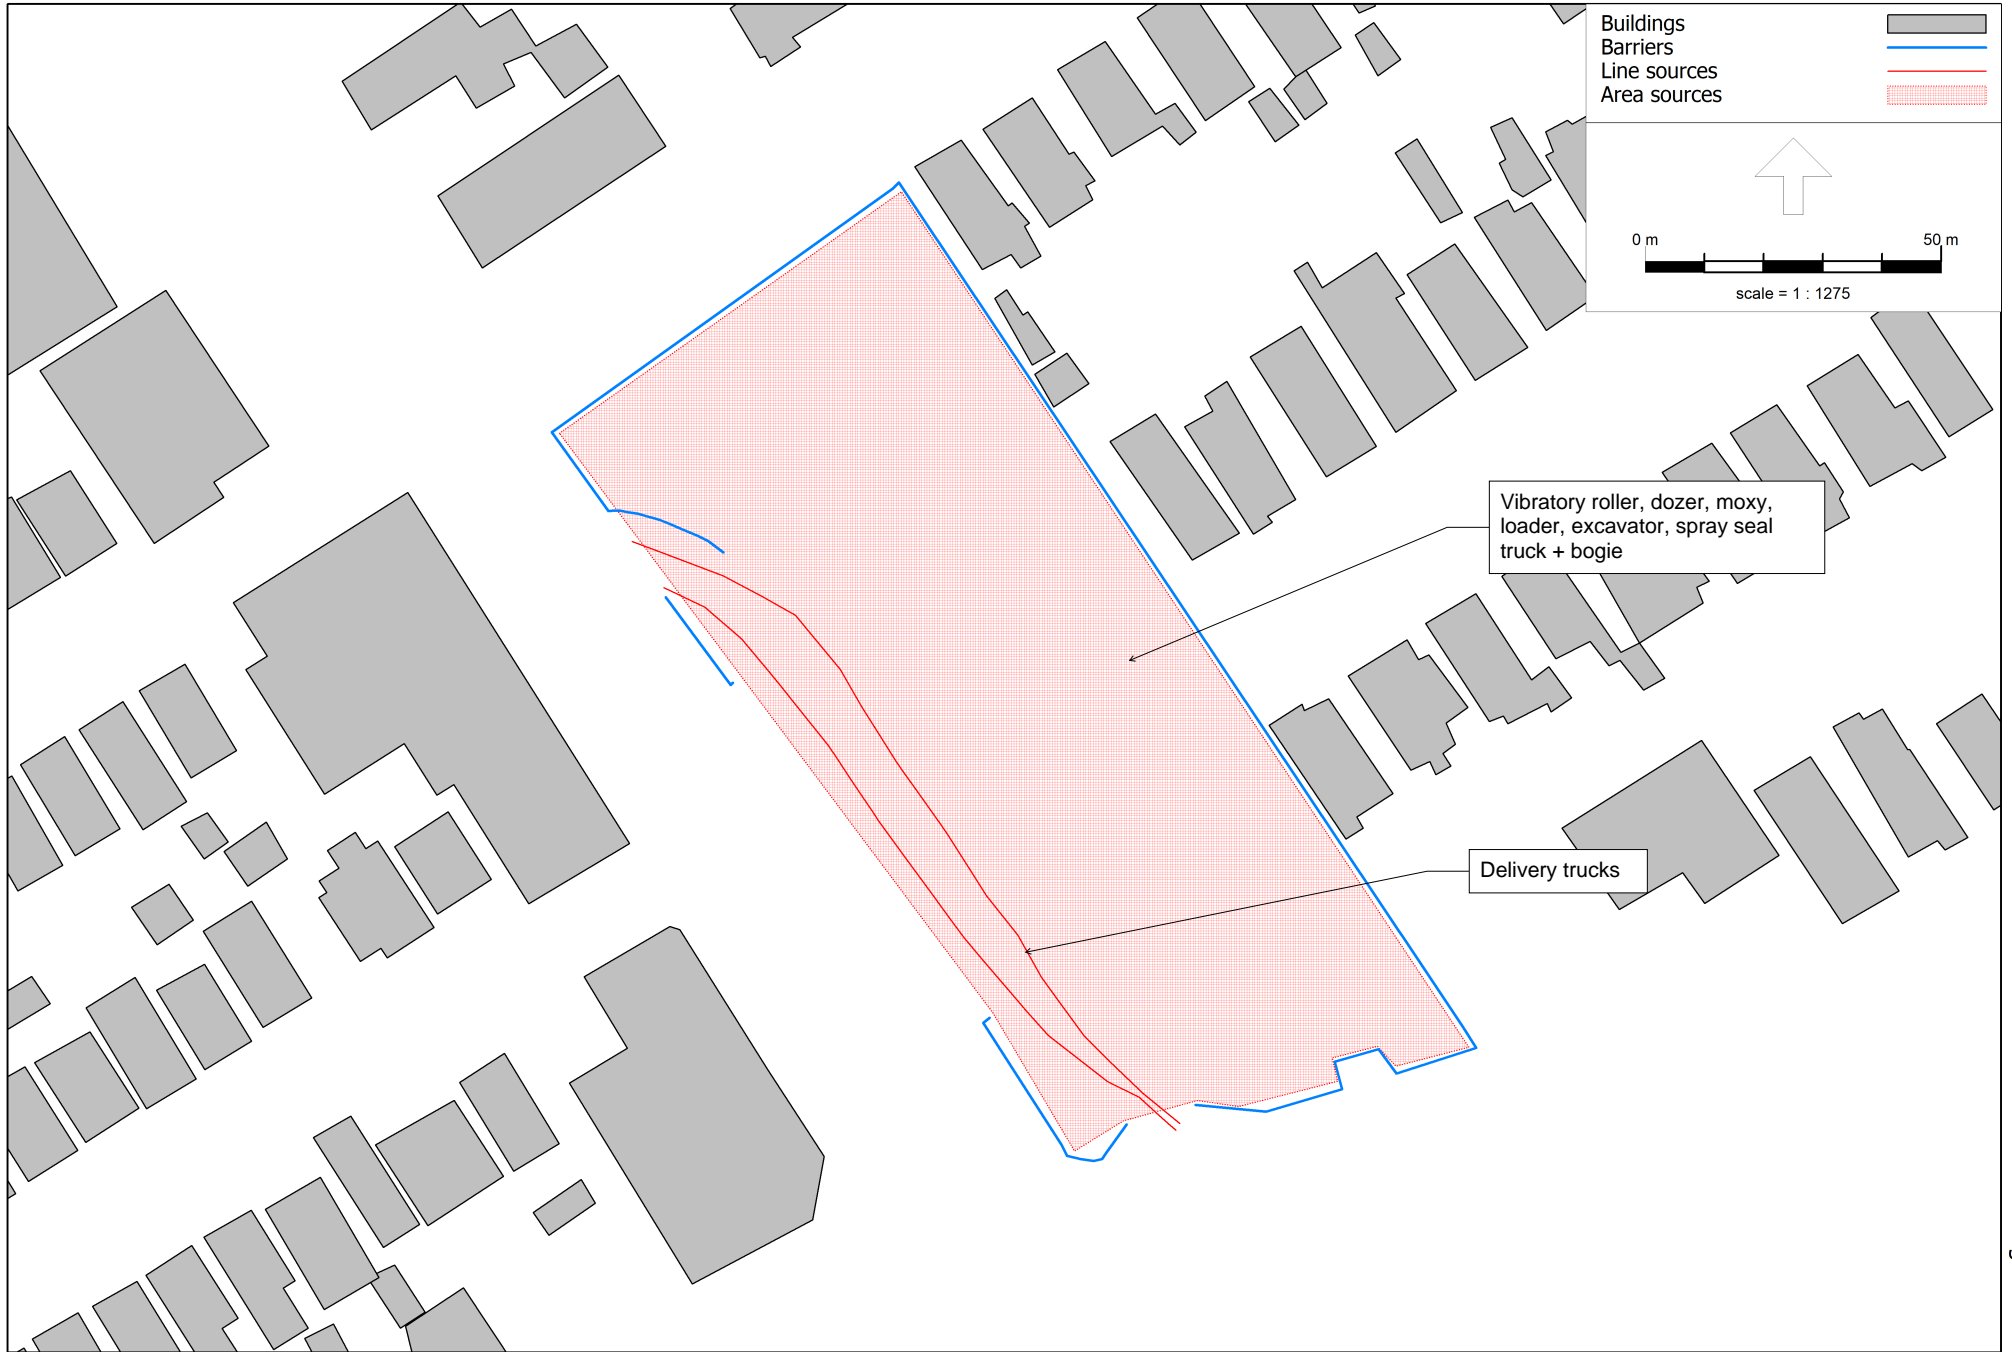 Buildings
Barriers
Line sources
Area sources
0 m 50 m
scale = 1 : 1275
Vibratory roller, dozer, moxy,
loader, excavator, spray seal
truck + bogie
Delivery trucks